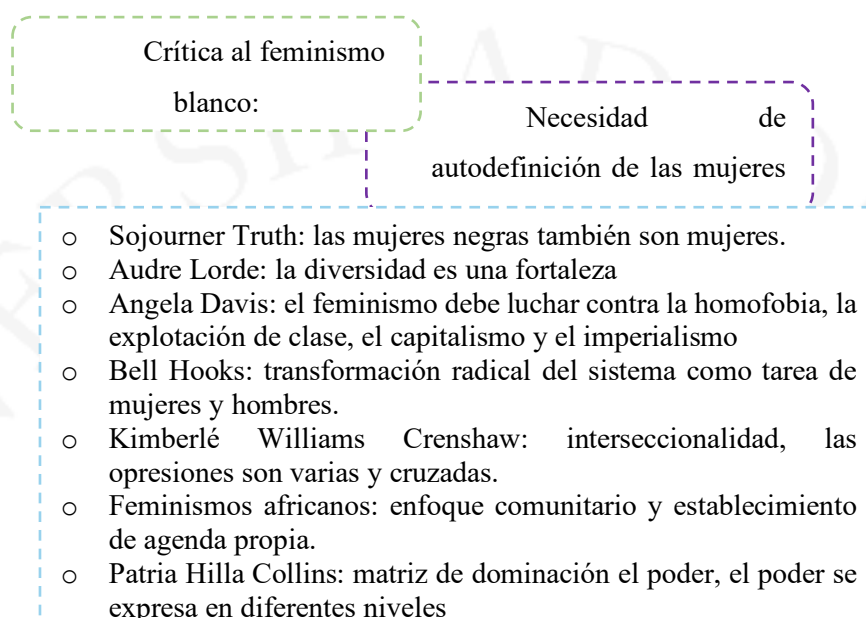 Crítica al feminismo
blanco:
Necesidad de
autodefinición de las mujeres
o Sojourner Truth: las mujeres negras también son mujeres.
o Audre Lorde: la diversidad es una fortaleza
o Angela Davis: el feminismo debe luchar contra la homofobia, la
explotación de clase, el capitalismo y el imperialismo
o Bell Hooks: transformación radical del sistema como tarea de
mujeres y hombres.
o Kimberlé Williams Crenshaw: interseccionalidad, las
opresiones son varias y cruzadas.
o Feminismos africanos: enfoque comunitario y establecimiento
de agenda propia.
o Patria Hilla Collins: matriz de dominación el poder, el poder se
expresa en diferentes niveles